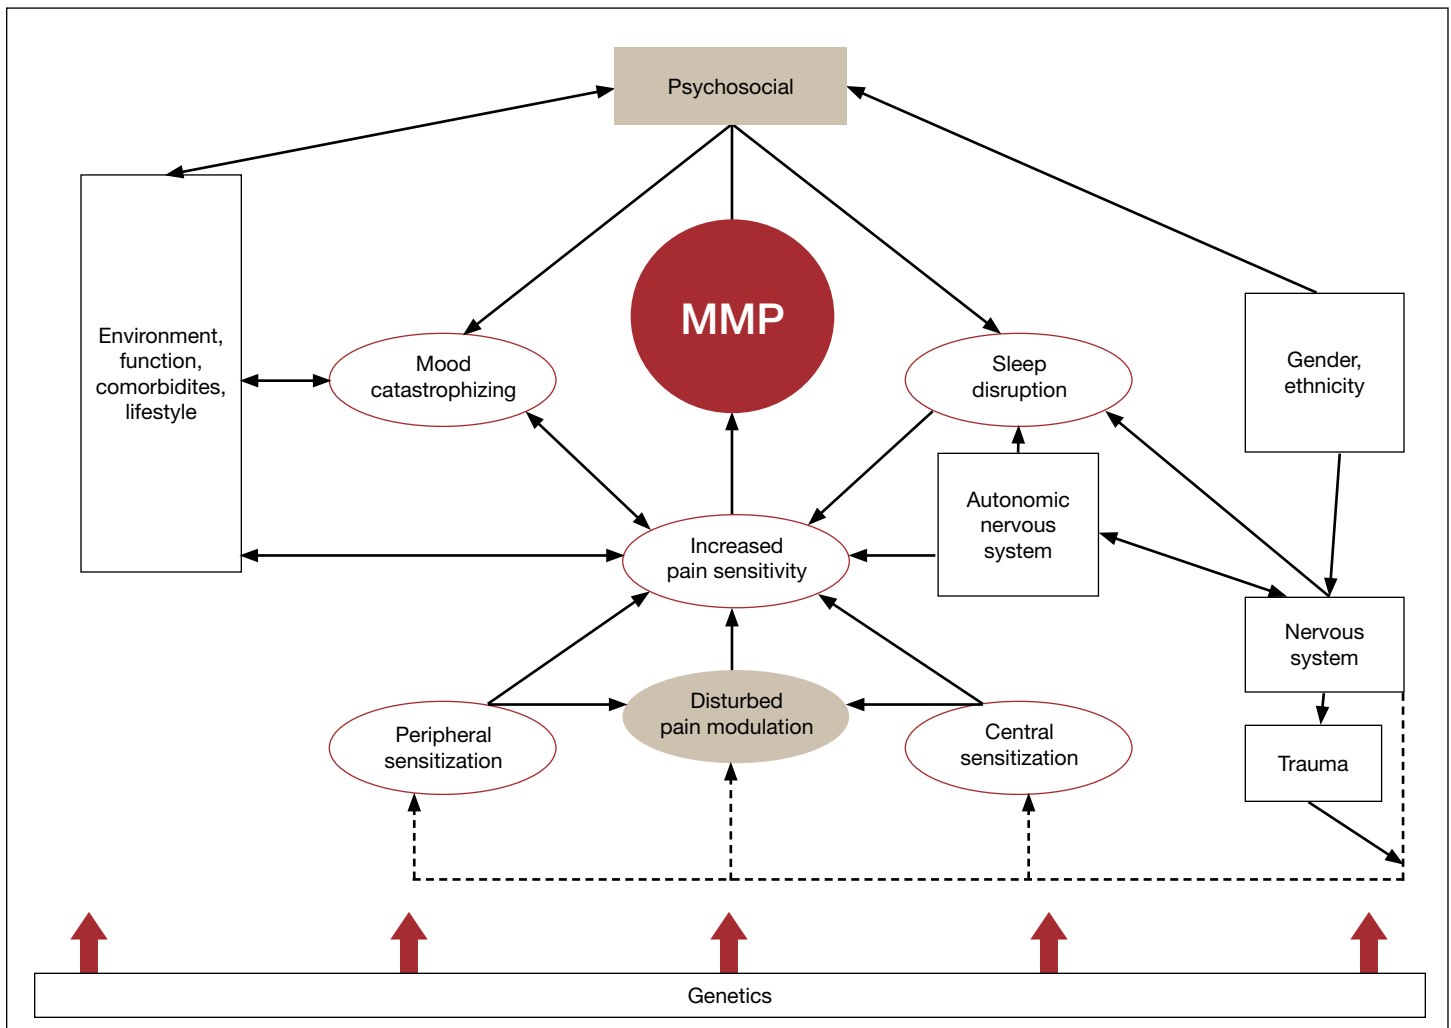 Psychosocial
MMP
Environment,
function,
comorbidites,
lifestyle
Mood
catastrophizing
Sleep
disruption
Gender,
ethnicity
Autonomic
nervous
system
Increased
pain sensitivity
Nervous
system
Disturbed
pain modulation
Peripheral
sensitization
Central
sensitization
Trauma
Genetics